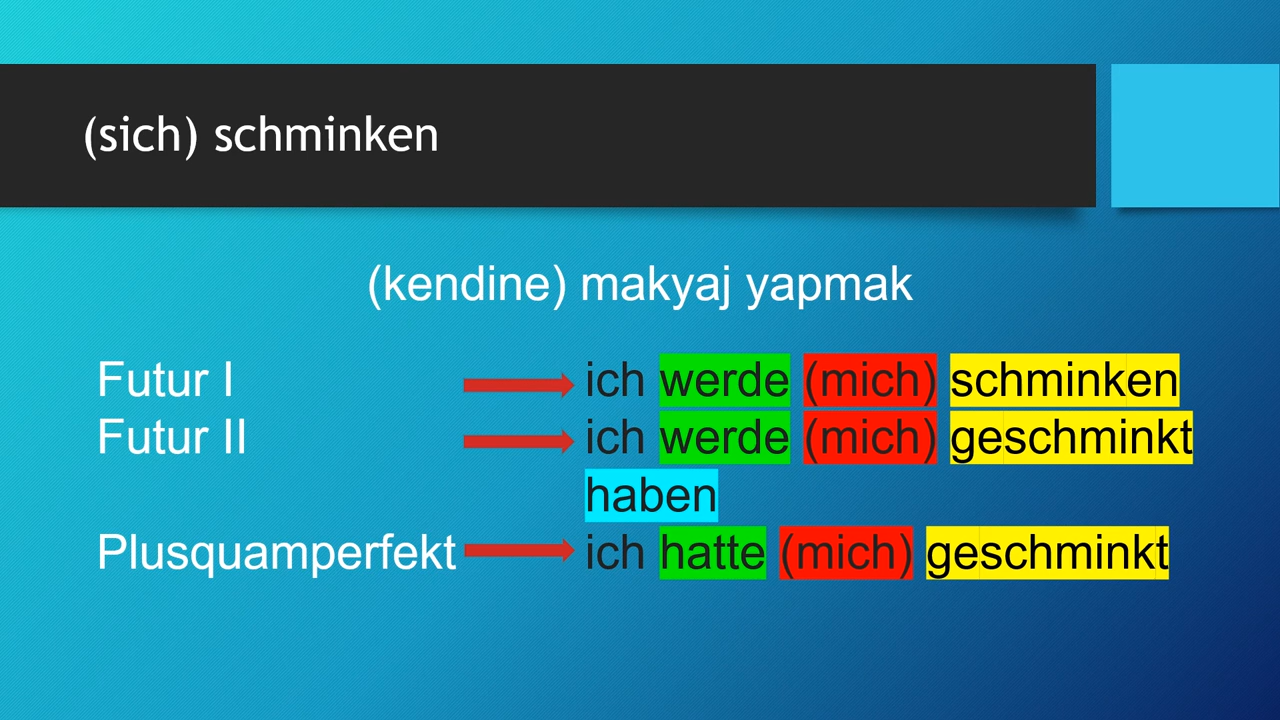 (sich) schminken
(kendine) makyaj yapmak
Futur I ich werde (mich) schminken
Futur II ich werde (mich) geschminkt
haben
Plusquamperfekt ich hatte (mich) geschminkt